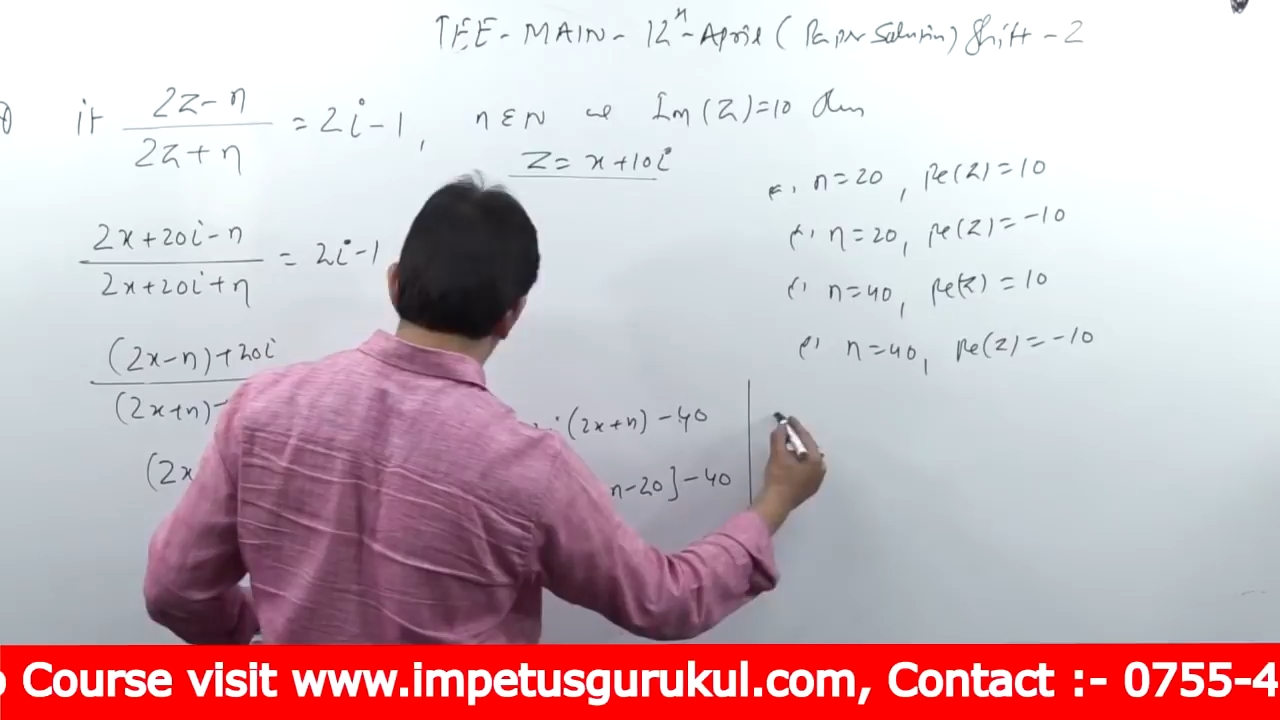 JEE-MAIN-12th-April (Paper Solution) Shift-2
if (2z-n)/(2z+n) = 2i-1, n∈N Im(z)=10 then
z = x+10i
n=20, Re(z)=10
n=20, Re(z)=-10
n=40, Re(z)=10
n=40, Re(z)=-10
(2x+20i-n)/(2x+20i+n) = 2i-1
(2x-n)+20i
(2x+n)
(2x+n)-40
(2x
n-20]-40
Course visit www.impetusgurukul.com, Contact :- 0755-4